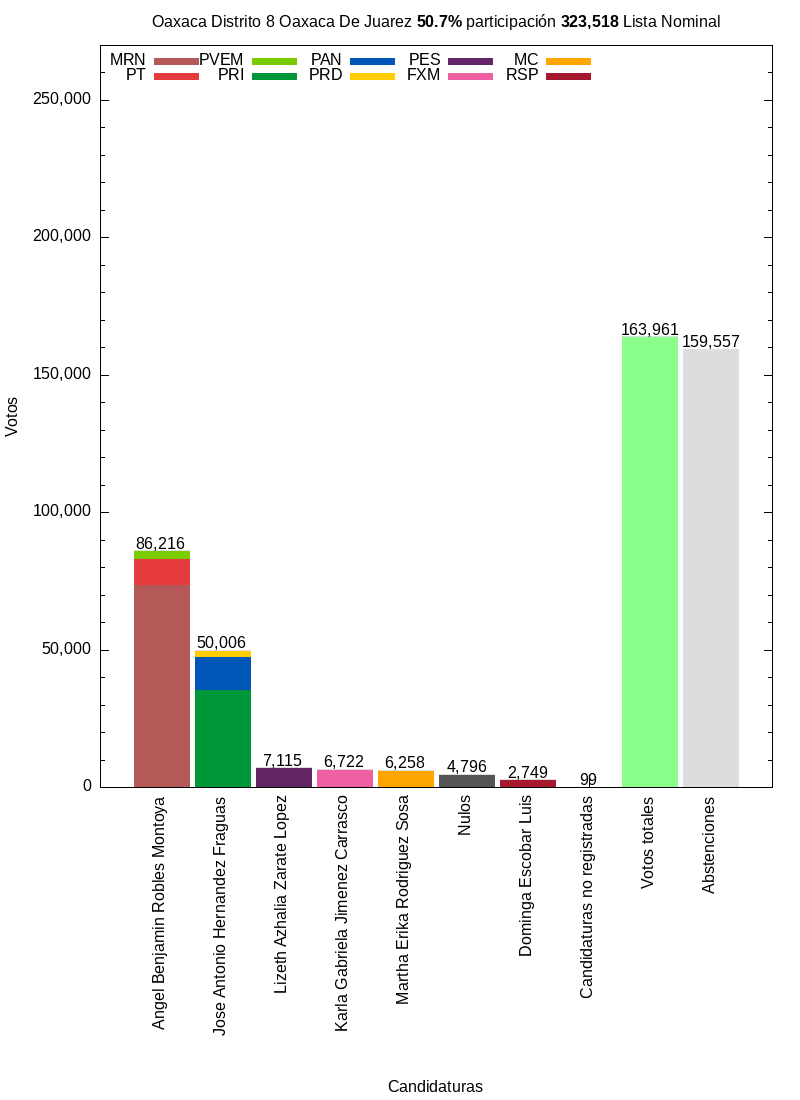 Oaxaca Distrito 8 Oaxaca De Juarez 50.7% participación 323,518 Lista Nominal
MRN PVEM PAN PES MC
PT PRI PRD FXM RSP
250,000
200,000
150,000
100,000
50,000
0
Votos
86,216
50,006
7,115
6,722
6,258
4,796
2,749
99
163,961
159,557
Angel Benjamin Robles Montoya
Jose Antonio Hernandez Fraguas
Lizeth Azhalia Zarate Lopez
Karla Gabriela Jimenez Carrasco
Martha Erika Rodriguez Sosa
Nulos
Dominga Escobar Luis
Candidaturas no registradas
Votos totales
Abstenciones
Candidaturas